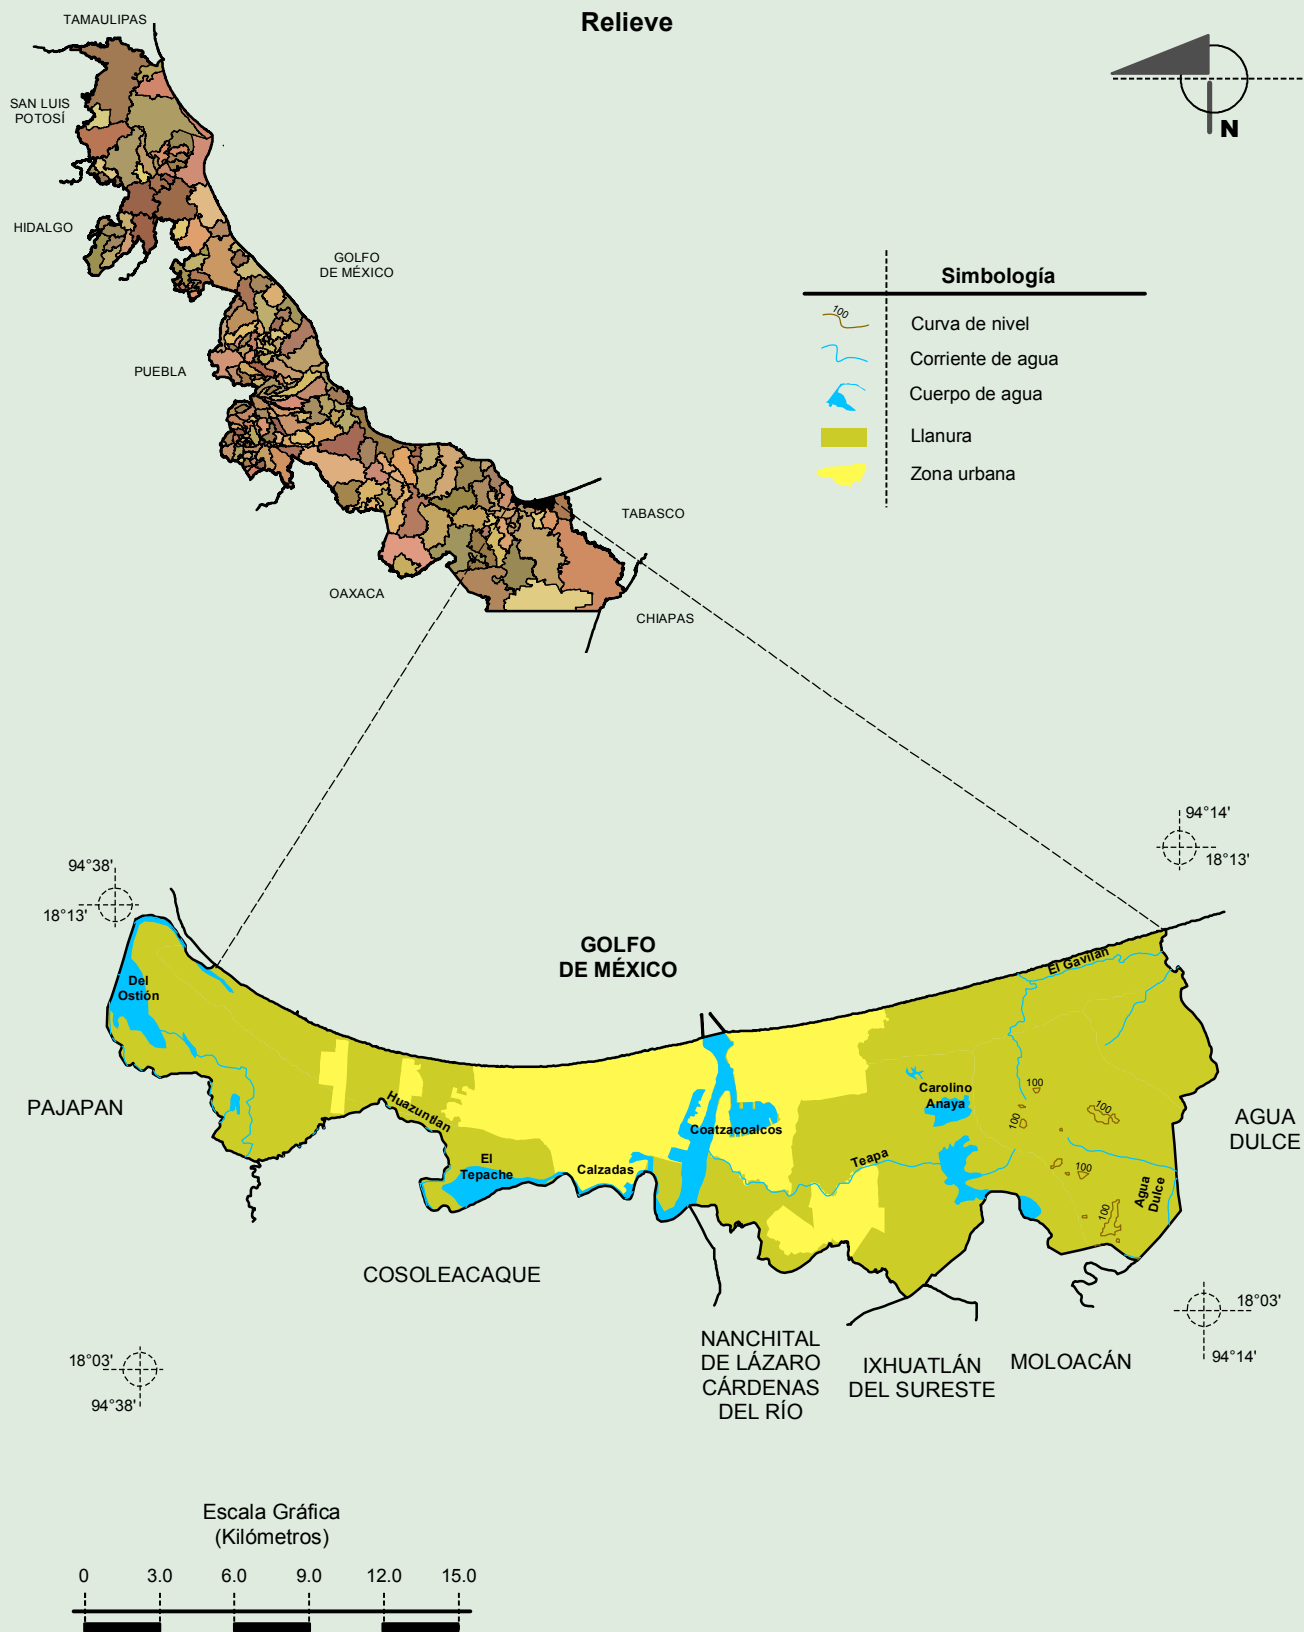 Relieve
TAMAULIPAS
SAN LUIS
POTOSÍ
HIDALGO
GOLFO
DE MÉXICO
PUEBLA
TABASCO
OAXACA
CHIAPAS
N
Simbología
100
Curva de nivel
Corriente de agua
Cuerpo de agua
Llanura
Zona urbana
94°14'
18°13'
94°38'
18°13'
GOLFO
DE MÉXICO
Del
Ostión
El Gavilán
PAJAPAN
Huazuntlan
El
Tepache
Calzadas
Coatzacoalcos
Carolino
Anaya
Teapa
100
100
100
100
100
Agua
Dulce
AGUA
DULCE
COSOLEACAQUE
NANCHITAL
DE LÁZARO
CÁRDENAS
DEL RÍO
IXHUATLÁN
DEL SURESTE
MOLOACÁN
18°03'
94°14'
18°03'
94°38'
Escala Gráfica
(Kilómetros)
0 3.0 6.0 9.0 12.0 15.0